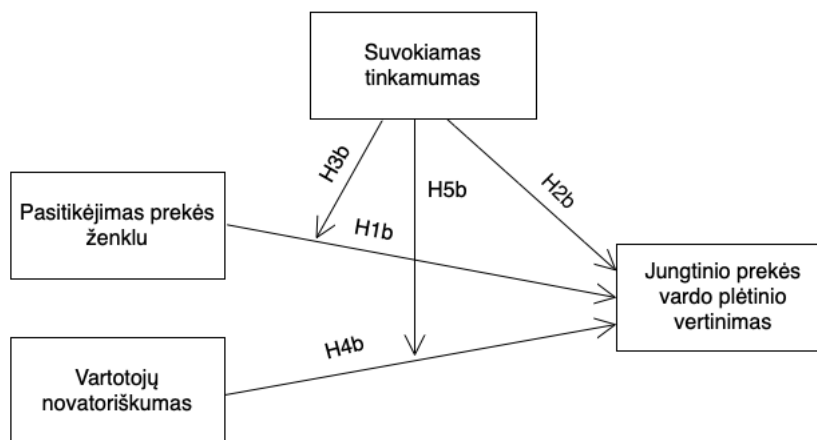 Suvokiamas
tinkamumas
H3b
H5b
H2b
Pasitikėjimas prekės
ženklu
H1b
Jungtinio prekės
vardo plėtinio
vertinimas
H4b
Vartotojų
novatoriškumas